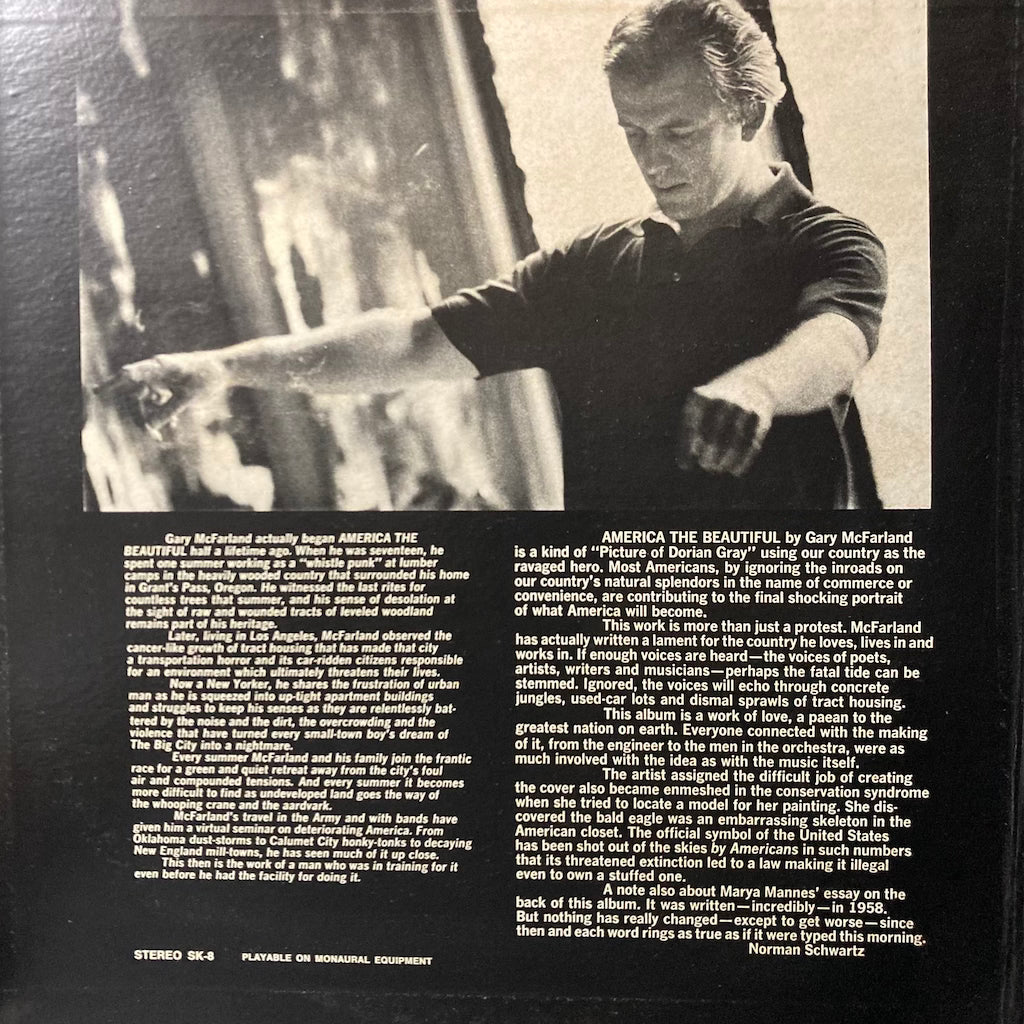 Gary McFarland actually began AMERICA THE
BEAUTIFUL half a lifetime ago. When he was seventeen, he
spent one summer working as a "whistle punk" at lumber
camps in the heavily wooded country that surrounded his home
in Grant's Pass, Oregon. He witnessed the last rites for
countless trees that summer, and his sense of desolation at
the sight of raw and wounded tracts of leveled woodland
remains part of his heritage.
Later, living in Los Angeles, McFarland observed the
cancer-like growth of tract housing that has made that city
a transportation horror and its car-ridden citizens responsible
for an environment which ultimately threatens their lives.
Now a New Yorker, he shares the frustration of urban
man as he is squeezed into up-tight apartment buildings
and struggles to keep his senses as they are relentlessly bat-
tered by the noise and the dirt, the overcrowding and the
violence that have turned every small-town boy's dream of
The Big City into a nightmare.
Every summer McFarland and his family join the frantic
race for a green and quiet retreat away from the city's foul
air and compounded tensions. And every summer it becomes
more difficult to find as undeveloped land goes the way of
the whooping crane and the aardvark.
McFarland's travel in the Army and with bands have
given him a virtual seminar on deteriorating America. From
Oklahoma dust-storms to Calumet City honky-tonks to decaying
New England mill-towns, he has seen much of it up close.
This then is the work of a man who was in training for it
even before he had the facility for doing it.
STEREO SK-8 PLAYABLE ON MONAURAL EQUIPMENT
AMERICA THE BEAUTIFUL by Gary McFarland
is a kind of "Picture of Dorian Gray" using our country as the
ravaged hero. Most Americans, by ignoring the inroads on
our country's natural splendors in the name of commerce or
convenience, are contributing to the final shocking portrait
of what America will become.
This work is more than just a protest. McFarland
has actually written a lament for the country he loves, lives in and
works in. If enough voices are heard—the voices of poets,
artists, writers and musicians—perhaps the fatal tide can be
stemmed. Ignored, the voices will echo through concrete
jungles, used-car lots and dismal sprawls of tract housing.
This album is a work of love, a paean to the
greatest nation on earth. Everyone connected with the making
of it, from the engineer to the men in the orchestra, were as
much involved with the idea as with the music itself.
The artist assigned the difficult job of creating
the cover also became enmeshed in the conservation syndrome
when she tried to locate a model for her painting. She dis-
covered the bald eagle was an embarrassing skeleton in the
American closet. The official symbol of the United States
has been shot out of the skies by Americans in such numbers
that its threatened extinction led to a law making it illegal
even to own a stuffed one.
A note also about Marya Mannes' essay on the
back of this album. It was written—incredibly—in 1958.
But nothing has really changed—except to get worse—since
then and each word rings as true as if it were typed this morning.
Norman Schwartz